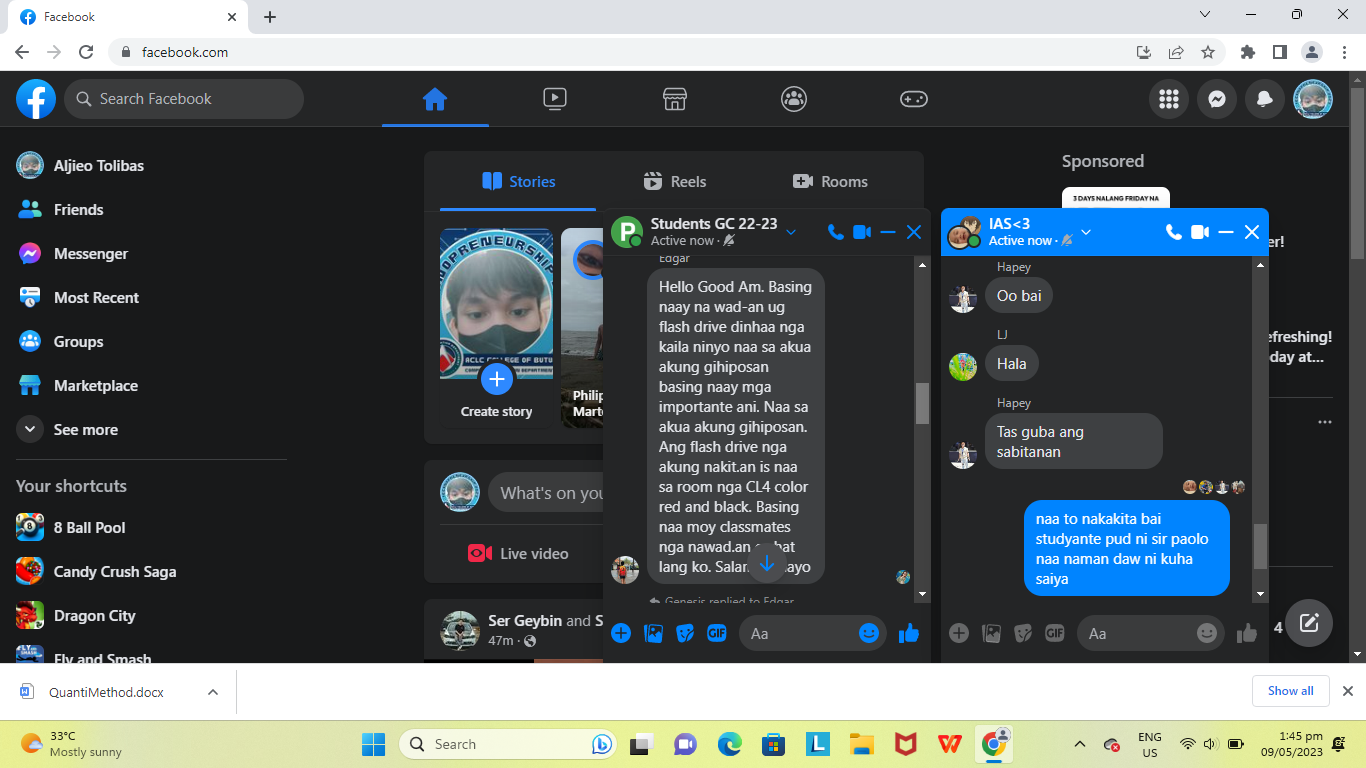 Facebook
facebook.com
Search Facebook
Aljieo Tolibas
Friends
Messenger
Most Recent
Groups
Marketplace
See more
Your shortcuts
8 Ball Pool
Candy Crush Saga
Dragon City
Fly and Smash
Stories
Reels
Rooms
OPRENEURSHIP
ACLC COLLEGE OF BUTU
Create story
Philip
Marte
What's on you
Live video
Ser Geybin and S
47m
Sponsored
3 DAYS NALANG FRIDAY NA
er!
efreshing!
day at...
4
Students GC 22-23
Active now
Edgar
Hello Good Am. Basing
naay na wad-an ug
flash drive dinhaa nga
kaila ninyo naa sa akua
akung gihiposan
basing naay mga
importante ani. Naa sa
akua akung gihiposan.
Ang flash drive nga
akung nakit.an is naa
sa room nga CL4 color
red and black. Basing
naa moy classmates
nga nawad.an hat
lang ko. Salam ayo
Genesis replied to Edgar
GIF
Aa
IAS<3
Active now
Hapey
Oo bai
LJ
Hala
Hapey
Tas guba ang
sabitanan
naa to nakakita bai
studyante pud ni sir paolo
naa naman daw ni kuha
saiya
GIF
Aa
QuantiMethod.docx
Show all
33°C
Mostly sunny
Search
ENG
US
1:45 pm
09/05/2023